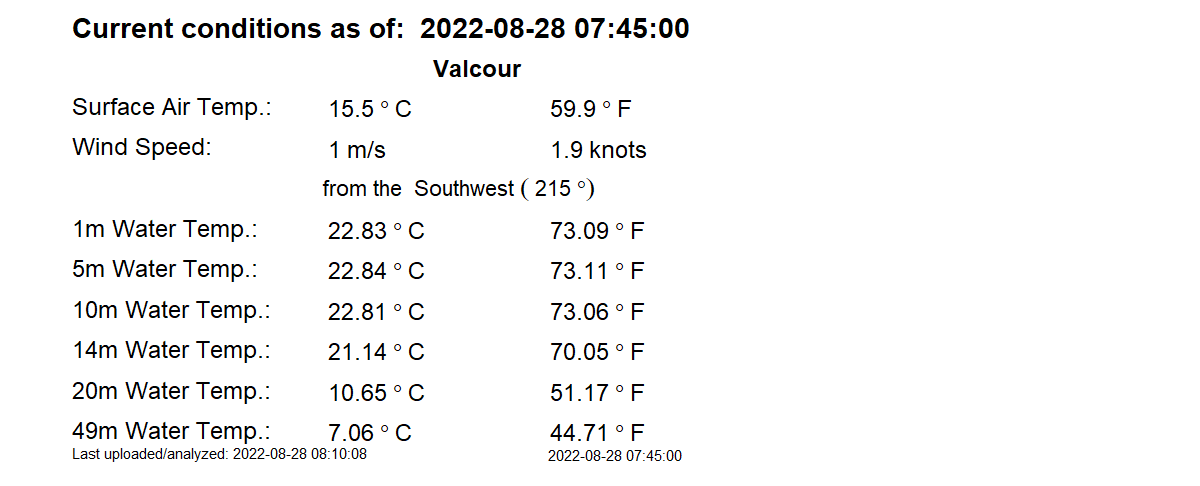 Current conditions as of: 2022-08-28 07:45:00
Valcour
Surface Air Temp.: 15.5 ° C 59.9 ° F
Wind Speed: 1 m/s 1.9 knots
from the Southwest ( 215 °)
1m Water Temp.: 22.83 ° C 73.09 ° F
5m Water Temp.: 22.84 ° C 73.11 ° F
10m Water Temp.: 22.81 ° C 73.06 ° F
14m Water Temp.: 21.14 ° C 70.05 ° F
20m Water Temp.: 10.65 ° C 51.17 ° F
49m Water Temp.: 7.06 ° C 44.71 ° F
Last uploaded/analyzed: 2022-08-28 08:10:08 2022-08-28 07:45:00